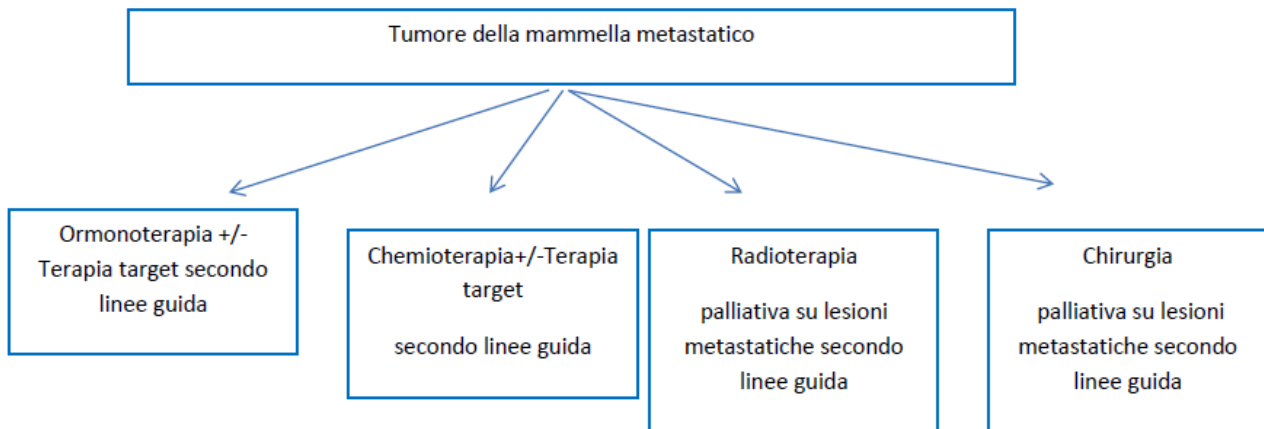 Tumore della mammella metastatico
Ormonoterapia +/-
Terapia target secondo
linee guida
Chemioterapia+/-Terapia
target
secondo linee guida
Radioterapia
palliativa su lesioni
metastatiche secondo
linee guida
Chirurgia
palliativa su lesioni
metastatiche secondo
linee guida